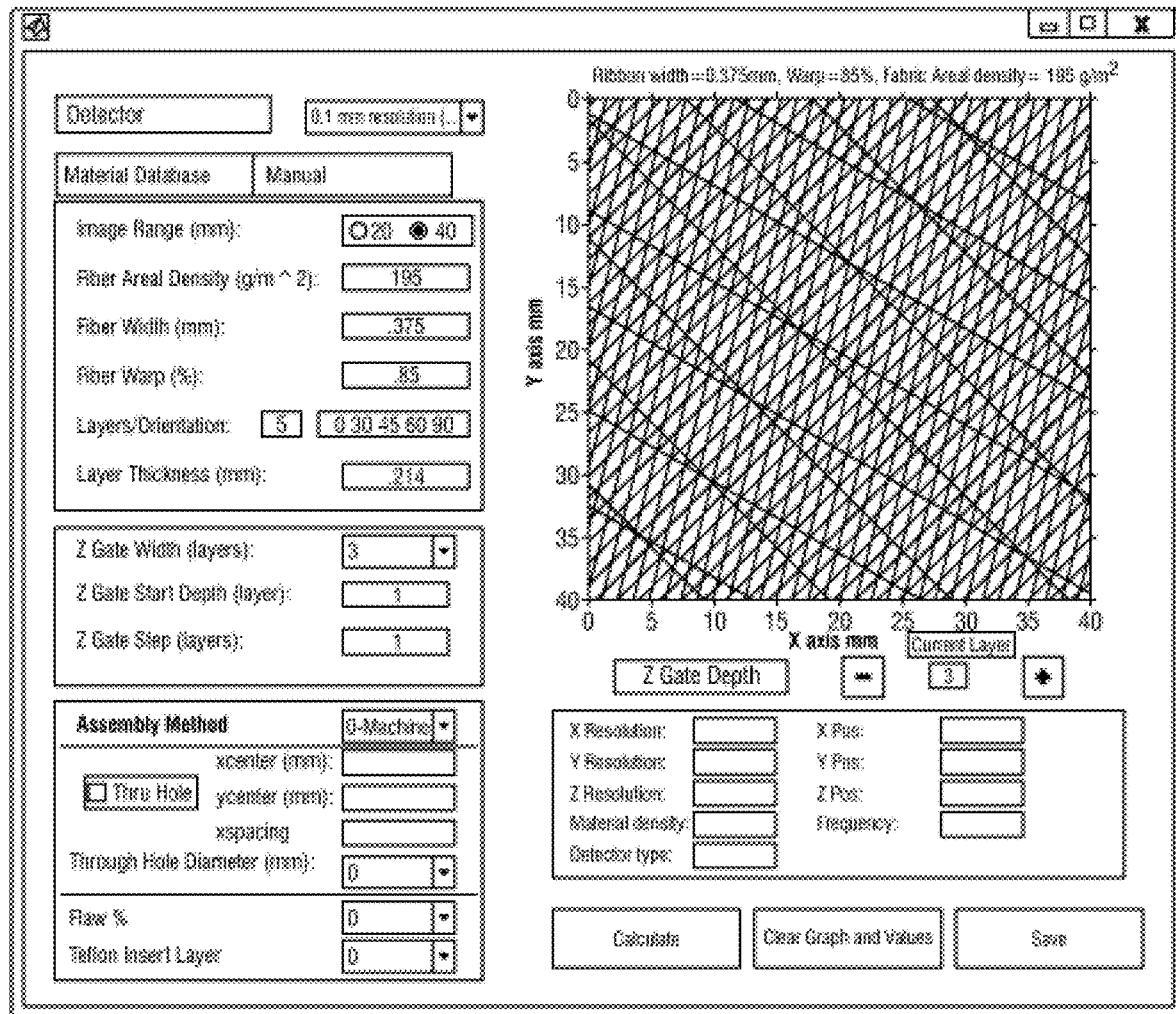 X
Detector
0.1 mm resolution (...
Material Database
Manual
Image Range (mm):
20 40
Fiber Areal Density (g/m ^ 2):
195
Fiber Width (mm):
.375
Fiber Warp (%):
.85
Layers/Orientation:
5
0 30 45 60 90
Layer Thickness (mm):
.214
Z Gate Width (layers):
3
Z Gate Start Depth (layer):
1
Z Gate Step (layers):
1
Assembly Method
0-Machine
xcenter (mm):
Thru Hole
ycenter (mm):
xspacing
Through Hole Diameter (mm):
0
Flaw %
0
Teflon Insert Layer
0
Ribbon width=0.375mm, Warp=85%, Fabric Areal density= 195 g/m2
Y axis mm
0
5
10
15
20
25
30
35
40
0 5 10 15 20 25 30 35 40
X axis mm
Current Layer
Z Gate Depth
-
3
+
X Resolution:
X Pos:
Y Resolution:
Y Pos:
Z Resolution:
Z Pos:
Material density:
Frequency:
Detector type:
Calculate
Clear Graph and Values
Save